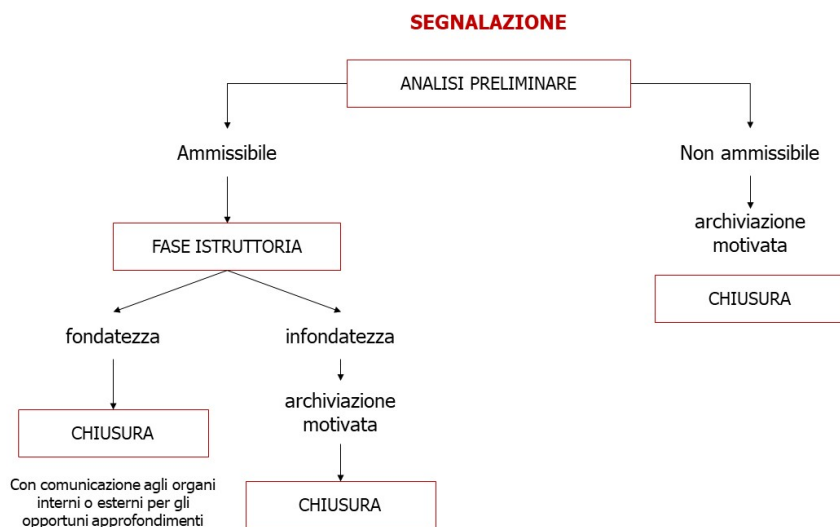 SEGNALAZIONE
ANALISI PRELIMINARE
Ammissibile
Non ammissibile
archiviazione
motivata
FASE ISTRUTTORIA
CHIUSURA
fondatezza
infondatezza
archiviazione
motivata
CHIUSURA
Con comunicazione agli organi
interni o esterni per gli
opportuni approfondimenti
CHIUSURA